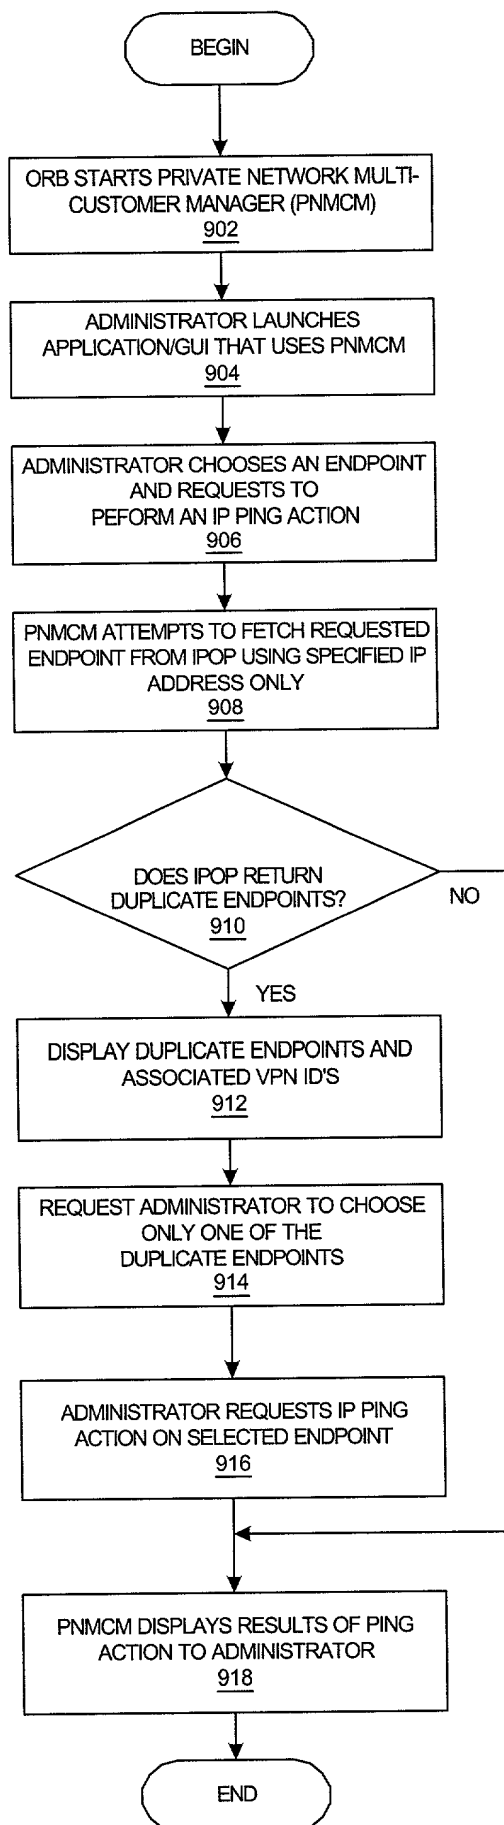 BEGIN
ORB STARTS PRIVATE NETWORK MULTI-
CUSTOMER MANAGER (PNMCM)
902
ADMINISTRATOR LAUNCHES
APPLICATION/GUI THAT USES PNMCM
904
ADMINISTRATOR CHOOSES AN ENDPOINT
AND REQUESTS TO
PEFORM AN IP PING ACTION
906
PNMCM ATTEMPTS TO FETCH REQUESTED
ENDPOINT FROM IPOP USING SPECIFIED IP
ADDRESS ONLY
908
DOES IPOP RETURN
DUPLICATE ENDPOINTS?
910
NO
YES
DISPLAY DUPLICATE ENDPOINTS AND
ASSOCIATED VPN ID'S
912
REQUEST ADMINISTRATOR TO CHOOSE
ONLY ONE OF THE
DUPLICATE ENDPOINTS
914
ADMINISTRATOR REQUESTS IP PING
ACTION ON SELECTED ENDPOINT
916
PNMCM DISPLAYS RESULTS OF PING
ACTION TO ADMINISTRATOR
918
END